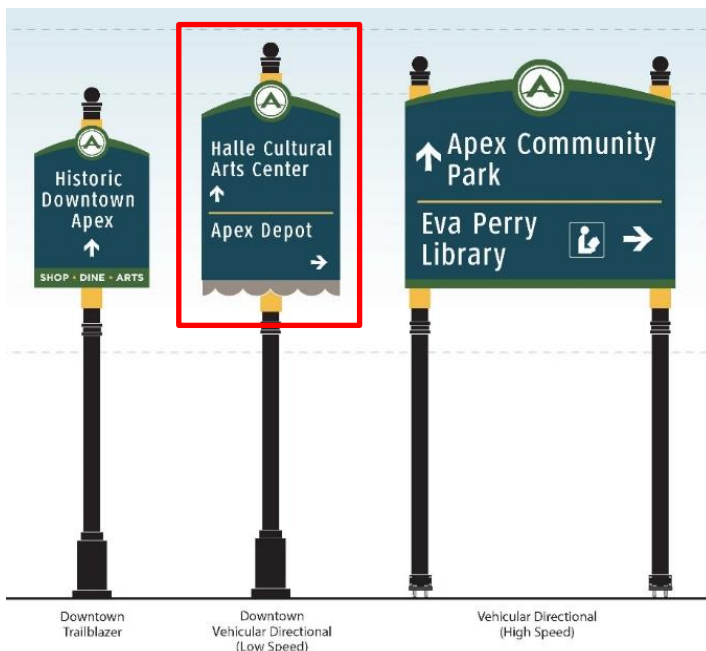 A
Historic
Downtown
Apex
SHOP • DINE • ARTS
A
Halle Cultural
Arts Center
Apex Depot
A
Apex Community
Park
Eva Perry
Library
Downtown
Trailblazer
Downtown
Vehicular Directional
(Low Speed)
Vehicular Directional
(High Speed)